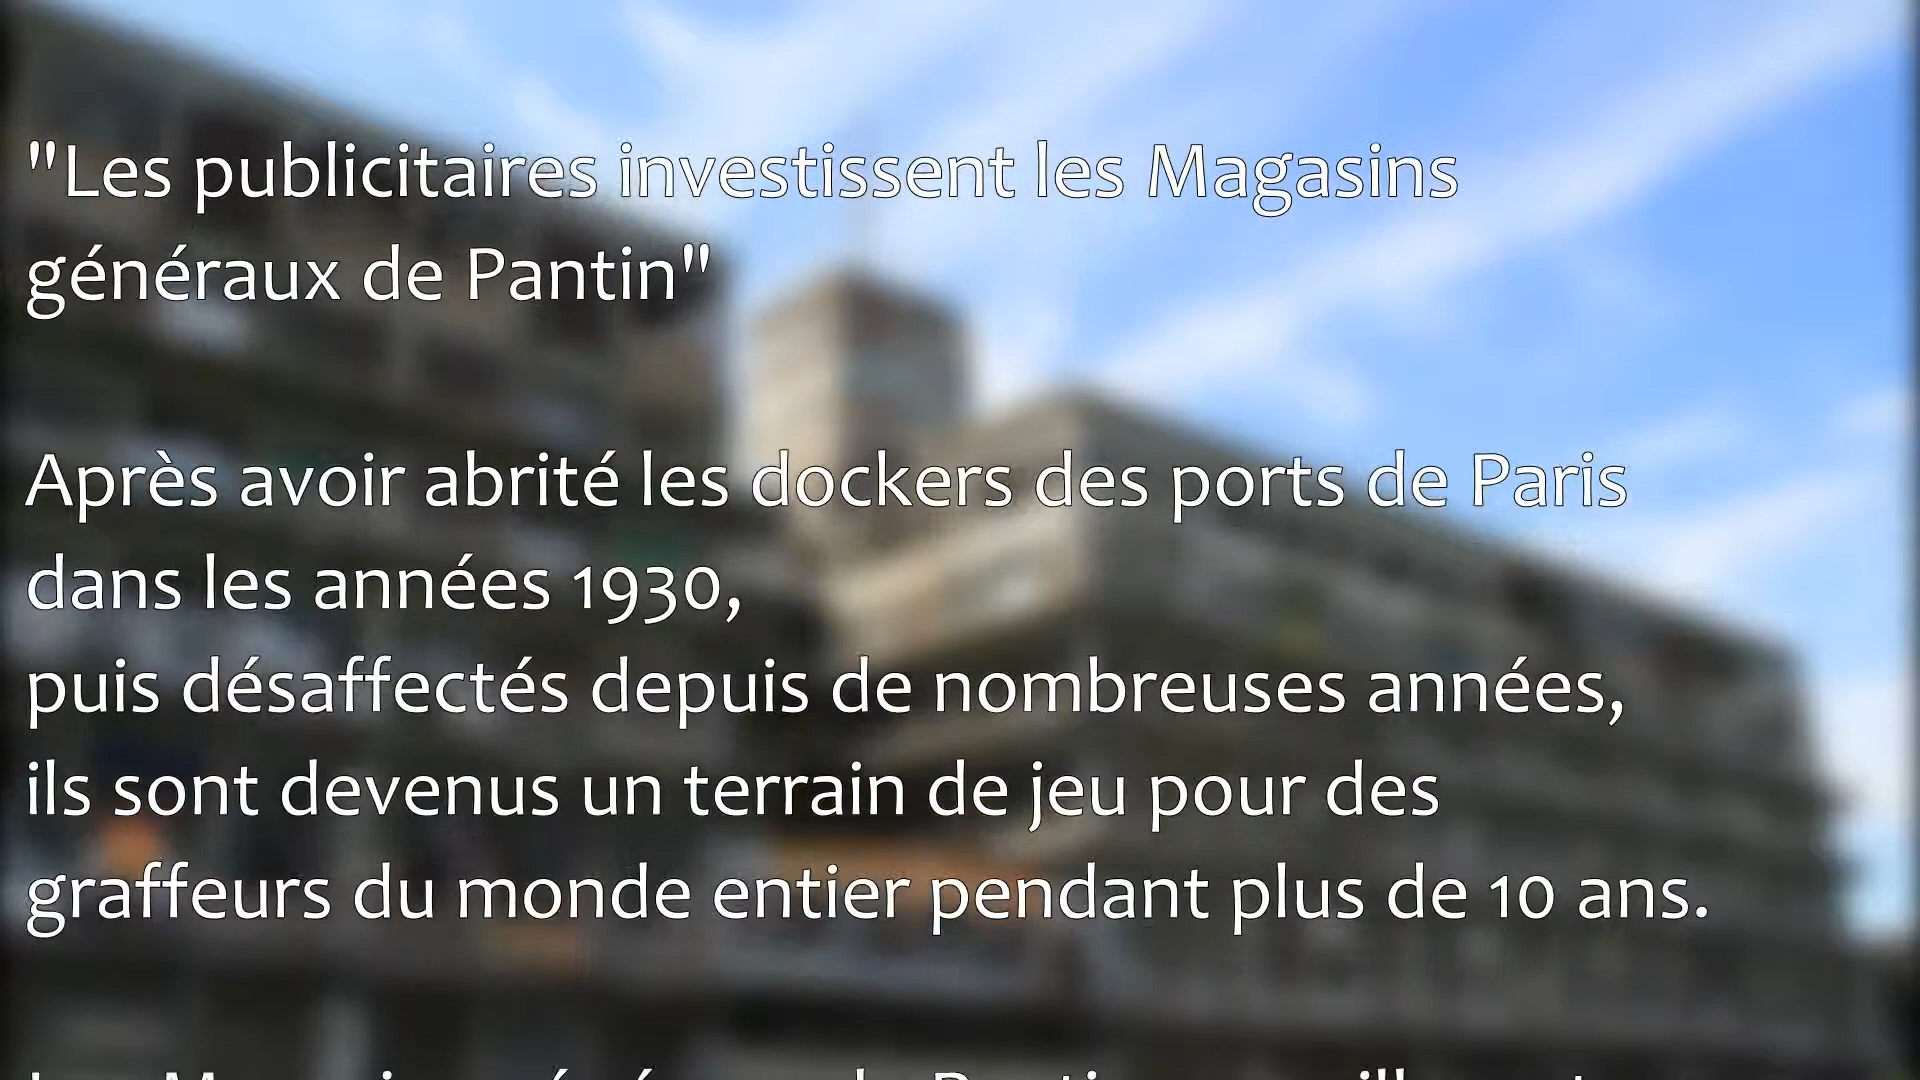 "Les publicitaires investissent les Magasins
généraux de Pantin"
Après avoir abrité les dockers des ports de Paris
dans les années 1930,
puis désaffectés depuis de nombreuses années,
ils sont devenus un terrain de jeu pour des
graffeurs du monde entier pendant plus de 10 ans.